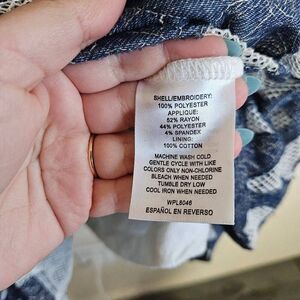 SHELL/EMBROIDERY:
100% POLYESTER
APPLIQUE:
52% RAYON
44% POLYESTER
4% SPANDEX
LINING:
100% COTTON
MACHINE WASH COLD
GENTLE CYCLE WITH LIKE
COLORS ONLY NON-CHLORINE
BLEACH WHEN NEEDED
TUMBLE DRY LOW
COOL IRON WHEN NEEDED
WPL8046
ESPAÑOL EN REVERSO